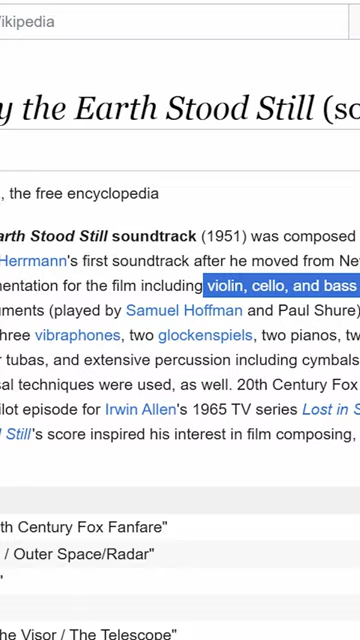 ikipedia
y the Earth Stood Still (so
, the free encyclopedia
arth Stood Still soundtrack (1951) was composed
Herrmann's first soundtrack after he moved from Ne
mentation for the film including violin, cello, and bass
uments (played by Samuel Hoffman and Paul Shure)
hree vibraphones, two glockenspiels, two pianos, tw
r tubas, and extensive percussion including cymbals
sal techniques were used, as well. 20th Century Fox
ilot episode for Irwin Allen's 1965 TV series Lost in S
d Still's score inspired his interest in film composing,
th Century Fox Fanfare"
/ Outer Space/Radar"
"
he Visor / The Telescope"